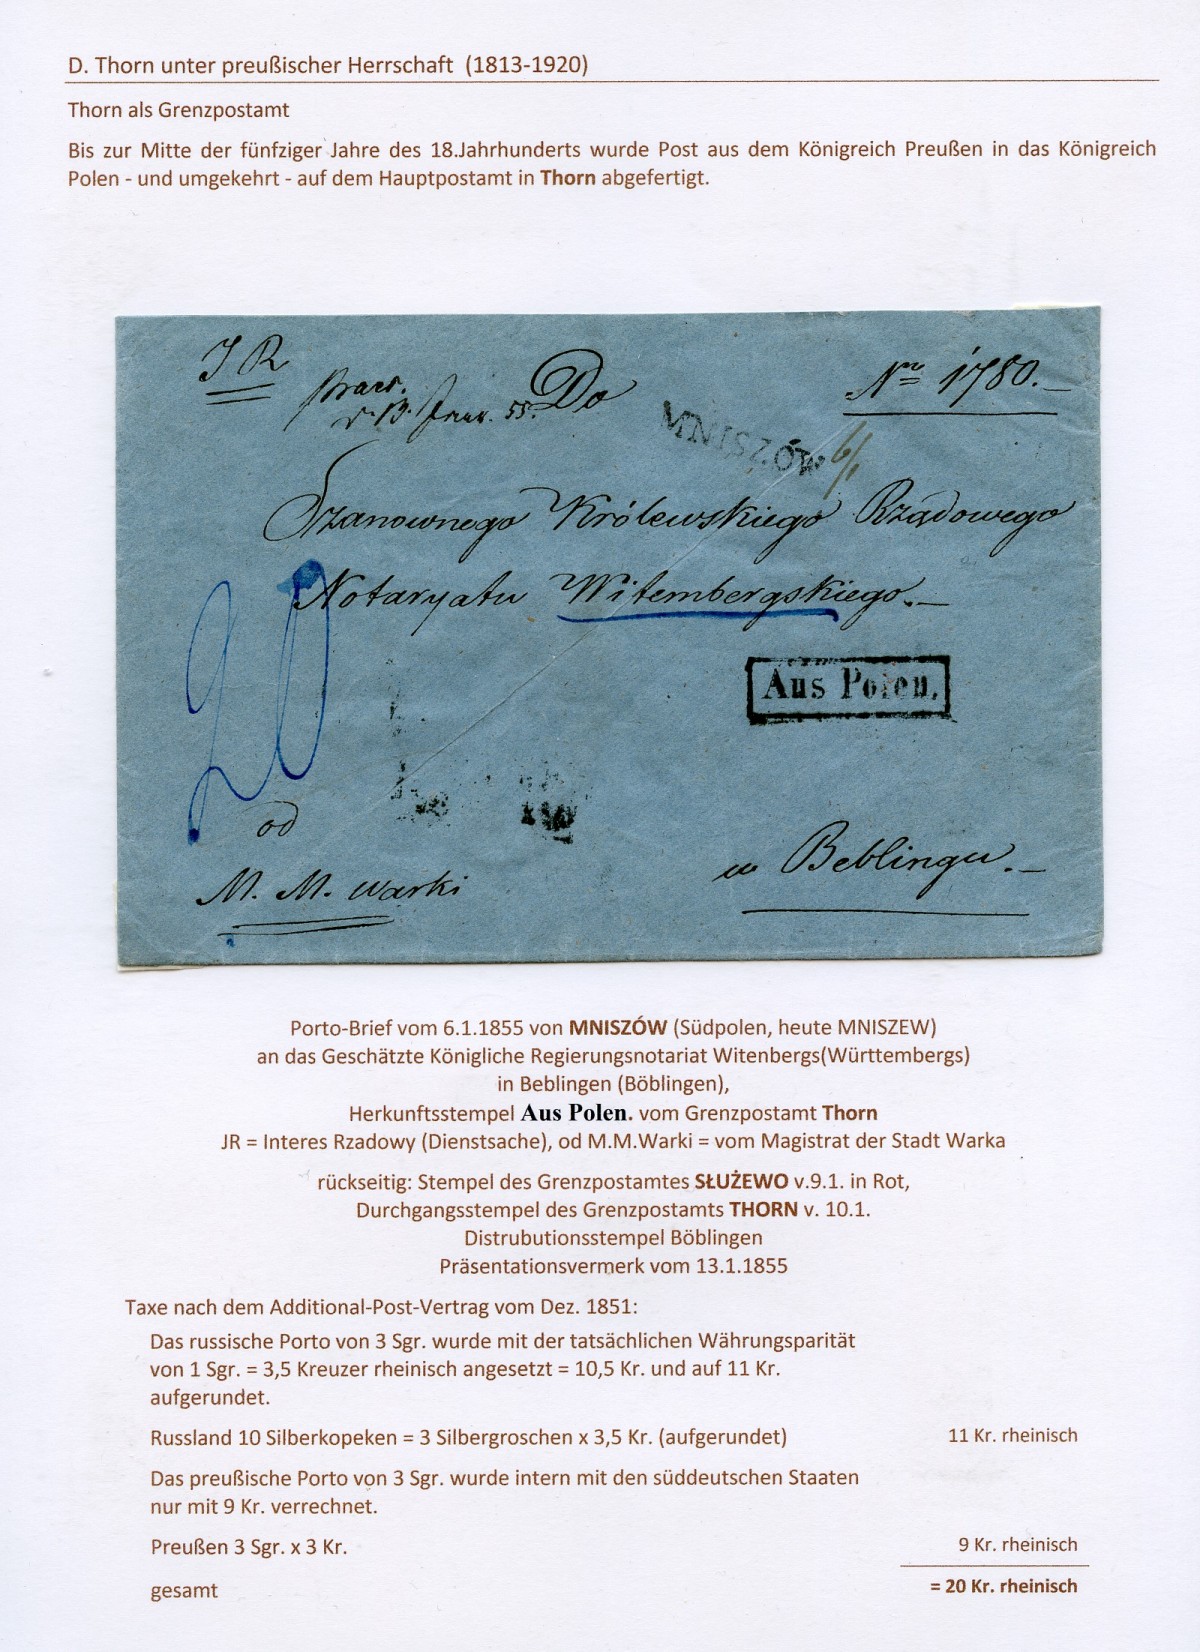 D. Thorn unter preußischer Herrschaft (1813-1920)
Thorn als Grenzpostamt
Bis zur Mitte der fünfziger Jahre des 18.Jahrhunderts wurde Post aus dem Königreich Preußen in das Königreich
Polen - und umgekehrt - auf dem Hauptpostamt in Thorn abgefertigt.
J R
Do
Nro 1780.
praes.
d. 13. Janr. 55.
MNISZÓW
6/1
Szanownego Królewskiego Rządowego
Notaryatu Witembergskiego.
20
Aus Polen.
od
M. M. Warki
w Beblingu.
Porto-Brief vom 6.1.1855 von MNISZÓW (Südpolen, heute MNISZEW)
an das Geschätzte Königliche Regierungsnotariat Witenbergs(Württembergs)
in Beblingen (Böblingen),
Herkunftsstempel Aus Polen. vom Grenzpostamt Thorn
JR = Interes Rzadowy (Dienstsache), od M.M.Warki = vom Magistrat der Stadt Warka
rückseitig: Stempel des Grenzpostamtes SŁUŻEWO v.9.1. in Rot,
Durchgangsstempel des Grenzpostamts THORN v. 10.1.
Distrubutionsstempel Böblingen
Präsentationsvermerk vom 13.1.1855
Taxe nach dem Additional-Post-Vertrag vom Dez. 1851:
Das russische Porto von 3 Sgr. wurde mit der tatsächlichen Währungsparität
von 1 Sgr. = 3,5 Kreuzer rheinisch angesetzt = 10,5 Kr. und auf 11 Kr.
aufgerundet.
Russland 10 Silberkopeken = 3 Silbergroschen x 3,5 Kr. (aufgerundet) 11 Kr. rheinisch
Das preußische Porto von 3 Sgr. wurde intern mit den süddeutschen Staaten
nur mit 9 Kr. verrechnet.
Preußen 3 Sgr. x 3 Kr. 9 Kr. rheinisch
gesamt = 20 Kr. rheinisch